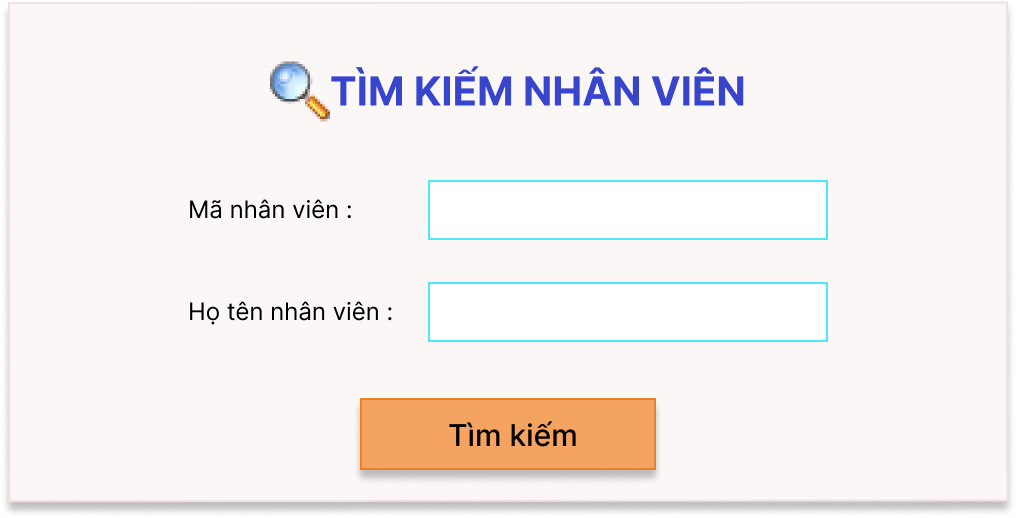 TÌM KIẾM NHÂN VIÊN
Mã nhân viên :
Họ tên nhân viên :
Tìm kiếm